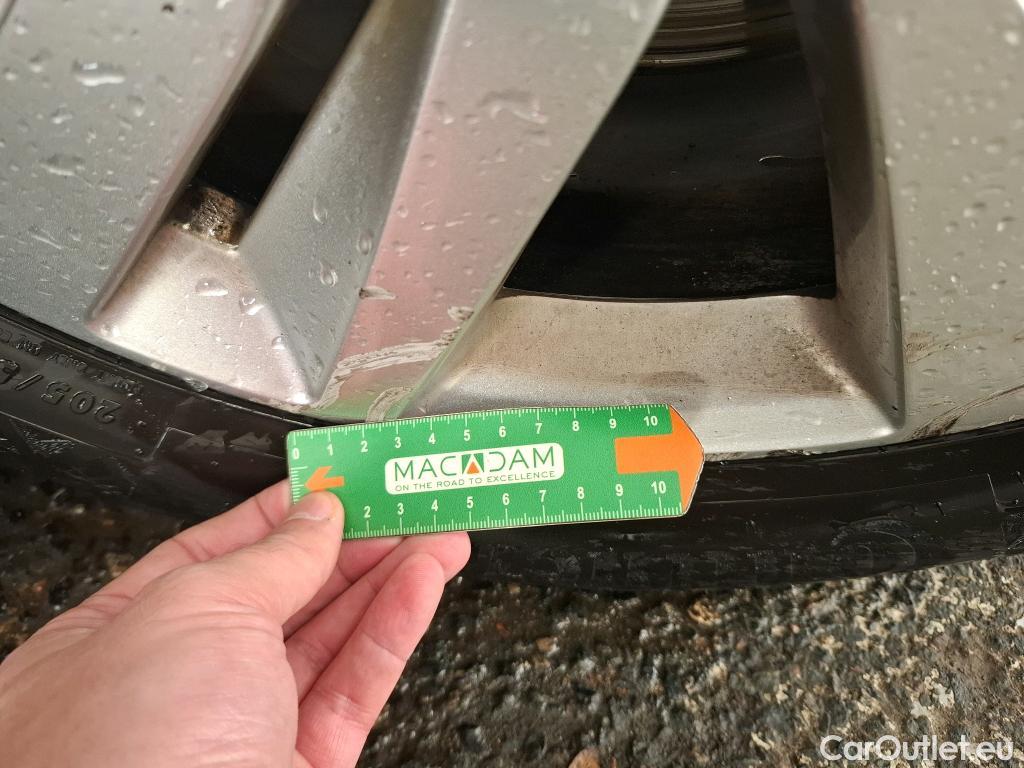 205/5
0 1 2 3 4 5 6 7 8 9 10
MACADAM
ON THE ROAD TO EXCELLENCE
2 3 4 5 6 7 8 9 10
CarOutlet.eu